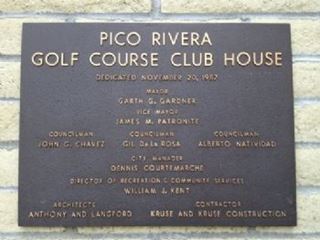 PICO RIVERA
GOLF COURSE CLUB HOUSE
DEDICATED NOVEMBER 20, 1982
MAYOR
GARTH G. GARDNER
VICE MAYOR
JAMES M. PATRONITE
COUNCILMAN COUNCILMAN COUNCILMAN
JOHN G. CHAVEZ GIL DE LA ROSA ALBERTO NATIVIDAD
CITY MANAGER
DENNIS COURTEMARCHE
DIRECTOR OF RECREATION & COMMUNITY SERVICES
WILLIAM J. KENT
ARCHITECTS CONTRACTOR
ANTHONY AND LANGFORD KRUSE AND KRUSE CONSTRUCTION